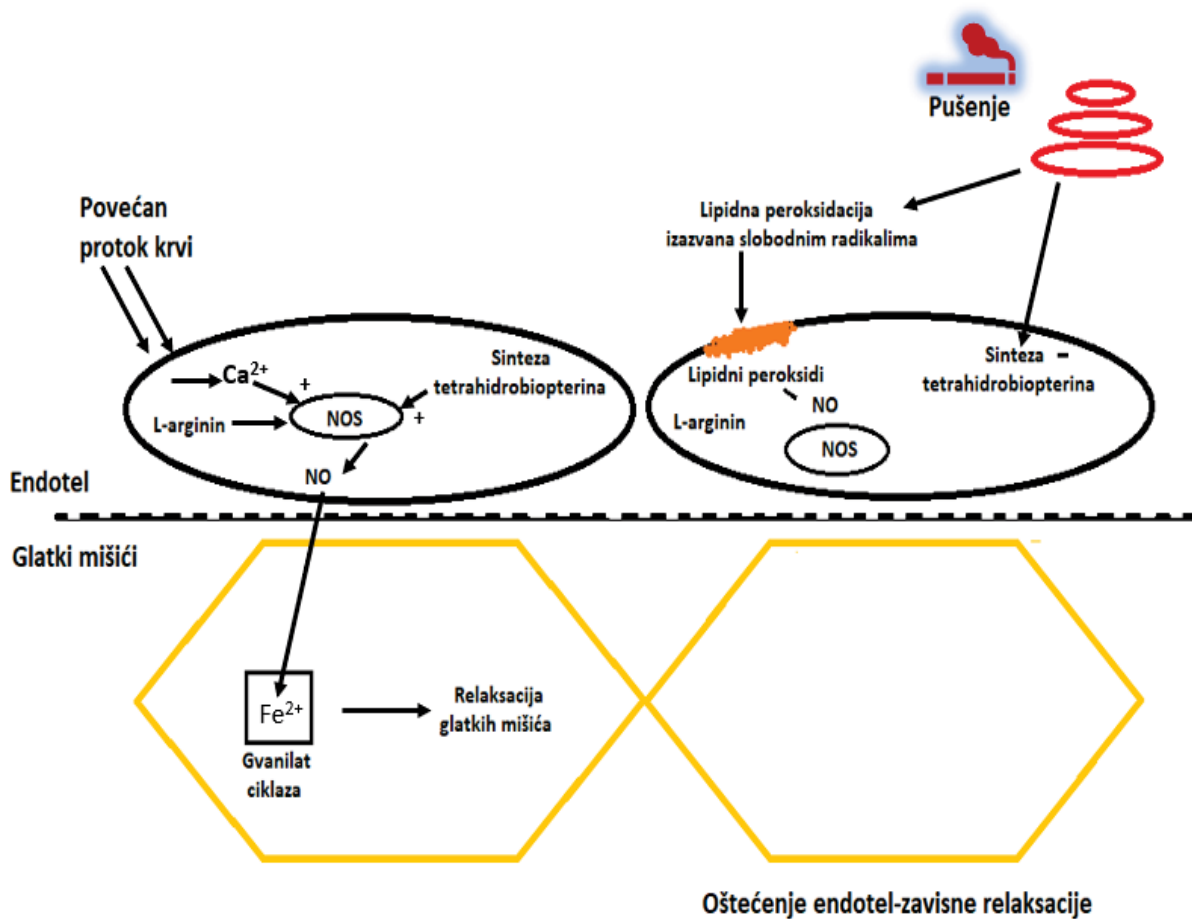 Pušenje
Povećan
protok krvi
Lipidna peroksidacija
izazvana slobodnim radikalima
Ca²⁺
+
Sinteza
tetrahidrobiopterina
L-arginin
NOS
+
NO
Lipidni peroksidi
NO
L-arginin
NOS
Sinteza -
tetrahidrobiopterina
Endotel
Glatki mišići
Fe²⁺
Gvanilat
ciklaza
Relaksacija
glatkih mišića
Oštećenje endotel-zavisne relaksacije